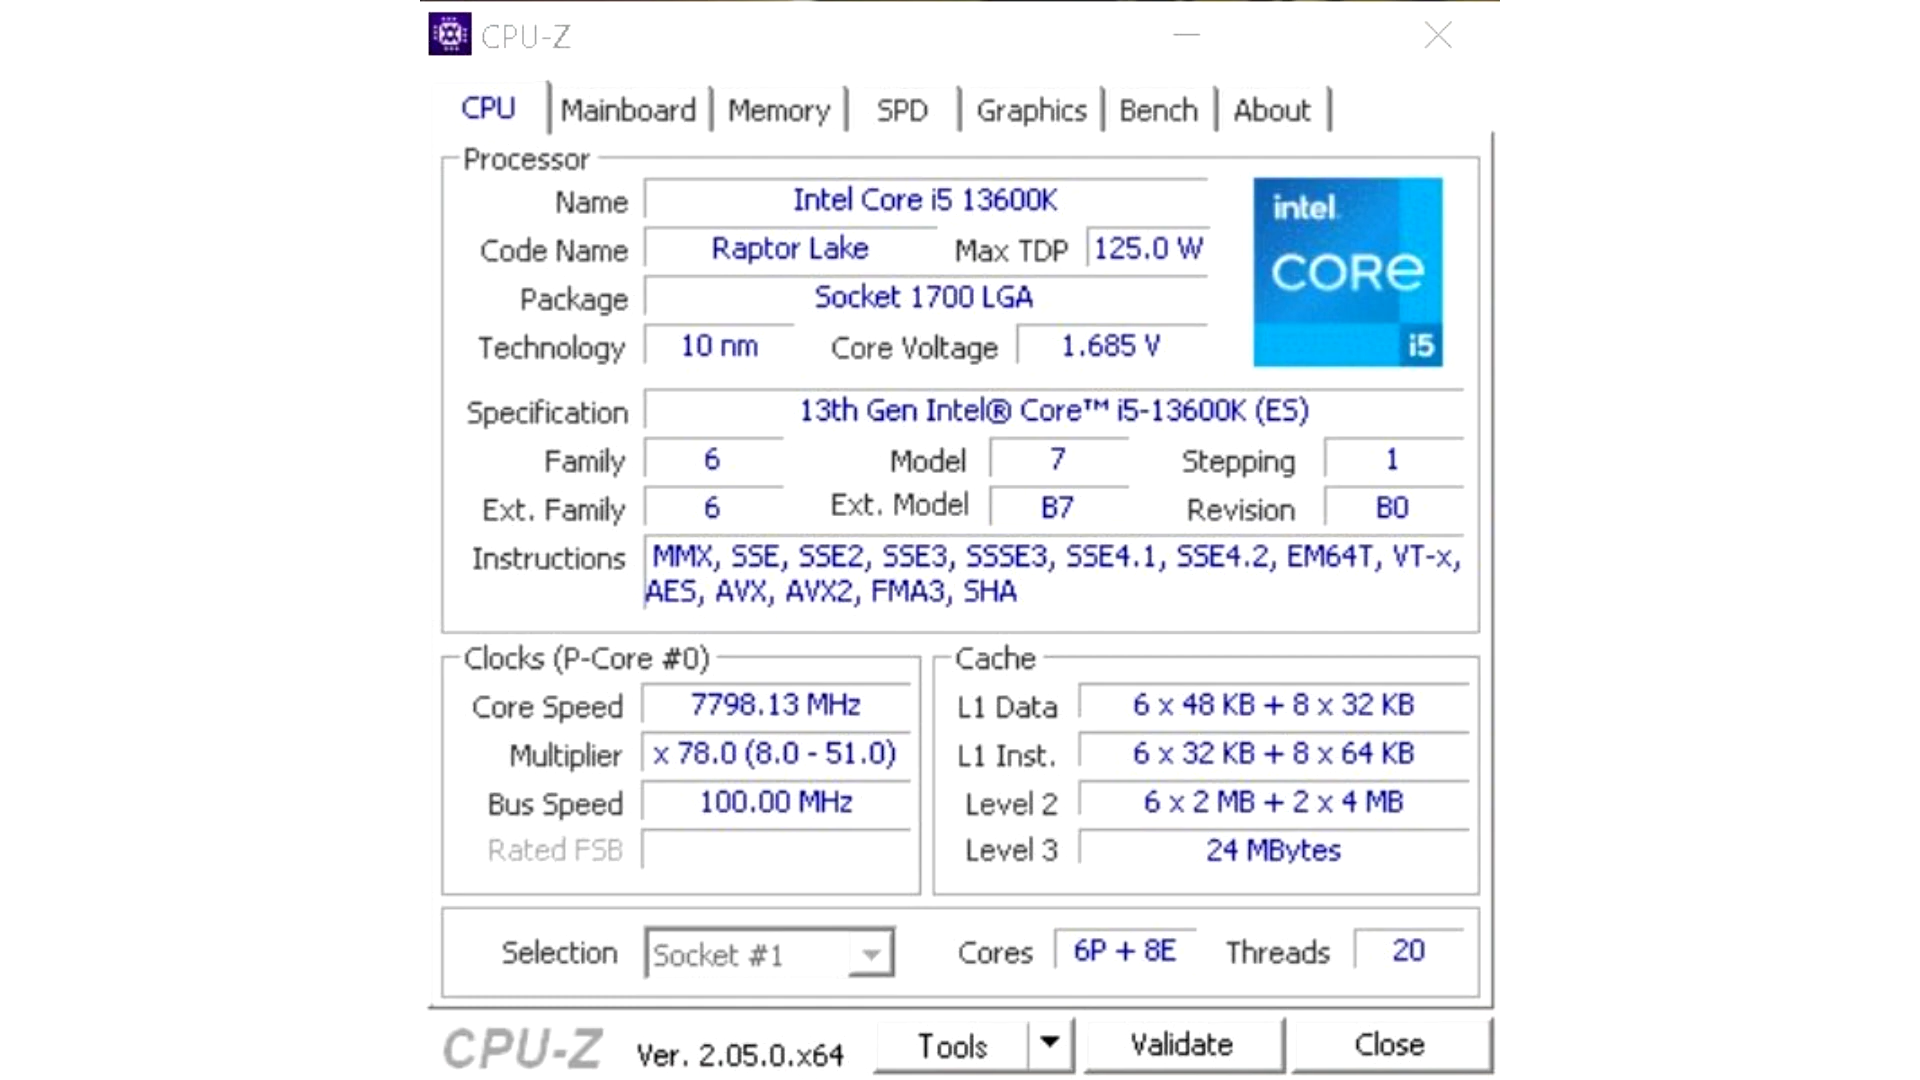 CPU-Z
CPU Mainboard Memory SPD Graphics Bench About
Processor
Name Intel Core i5 13600K
Code Name Raptor Lake Max TDP 125.0 W
Package Socket 1700 LGA
Technology 10 nm Core Voltage 1.685 V
intel
CORe
i5
Specification 13th Gen Intel® Core™ i5-13600K (ES)
Family 6 Model 7 Stepping 1
Ext. Family 6 Ext. Model B7 Revision B0
Instructions MMX, SSE, SSE2, SSE3, SSSE3, SSE4.1, SSE4.2, EM64T, VT-x,
AES, AVX, AVX2, FMA3, SHA
Clocks (P-Core #0)
Core Speed 7798.13 MHz
Multiplier x 78.0 (8.0 - 51.0)
Bus Speed 100.00 MHz
Rated FSB
Cache
L1 Data 6 x 48 KB + 8 x 32 KB
L1 Inst. 6 x 32 KB + 8 x 64 KB
Level 2 6 x 2 MB + 2 x 4 MB
Level 3 24 MBytes
Selection Socket #1 Cores 6P + 8E Threads 20
CPU-Z Ver. 2.05.0.x64 Tools Validate Close